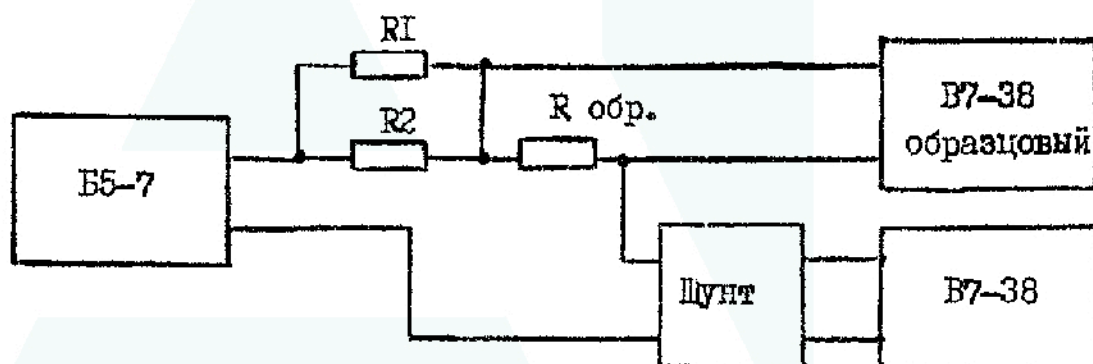 RI
R2
R обр.
В7-38
образцовый
Б5-7
Шунт
В7-38